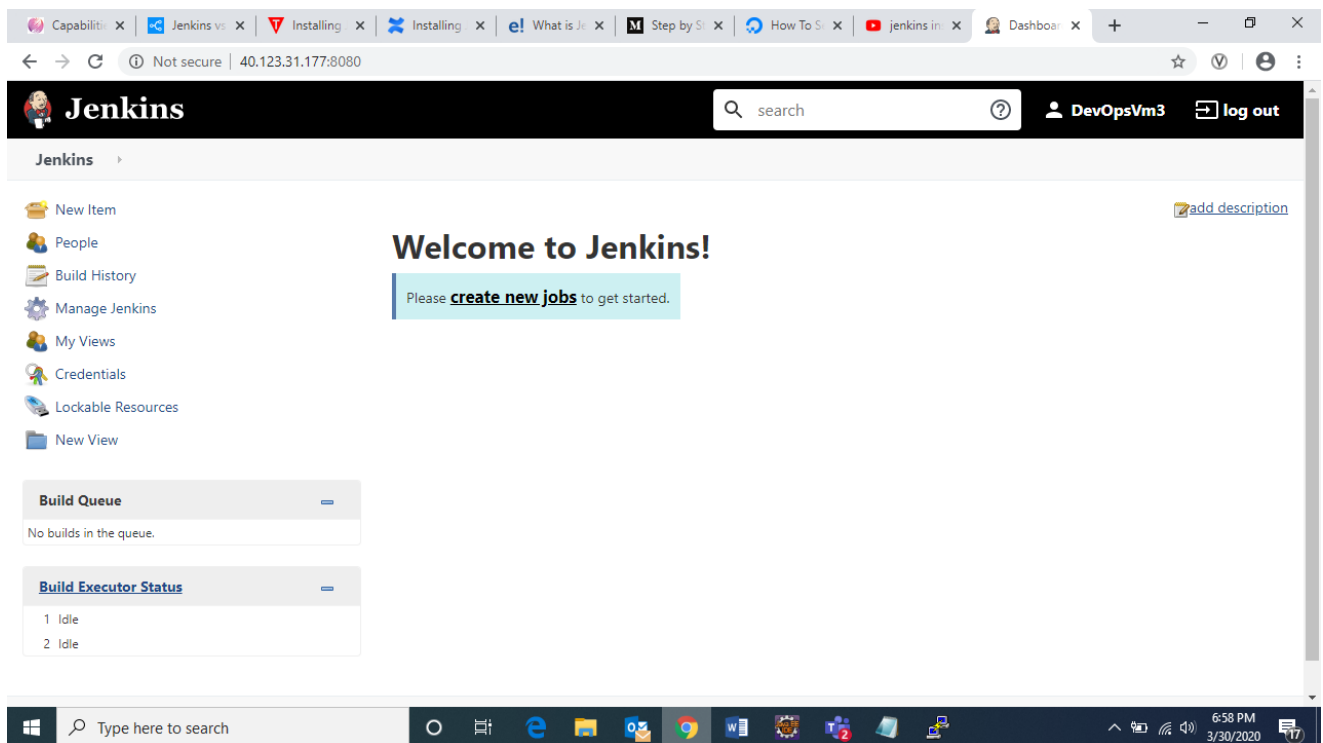 Capabiliti
Jenkins vs
Installing
Installing
What is Je
Step by St
How To Se
jenkins in
Dashboar
Not secure | 40.123.31.177:8080
Jenkins
search
DevOpsVm3
log out
Jenkins
add description
New Item
People
Build History
Manage Jenkins
My Views
Credentials
Lockable Resources
New View
Welcome to Jenkins!
Please create new jobs to get started.
Build Queue
No builds in the queue.
Build Executor Status
1 Idle
2 Idle
Type here to search
2
6:58 PM
3/30/2020
17